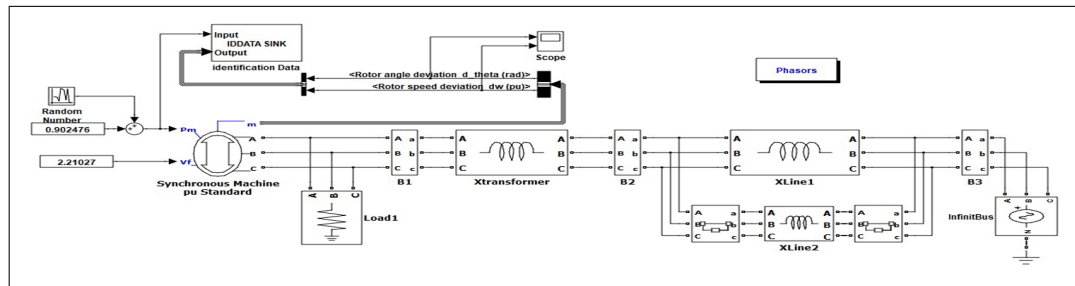 Input
IDDATA SINK
Output
identification Data
Scope
<Rotor angle deviation d_theta (rad)>
<Rotor speed deviation dw (pu)>
Phasors
Random
Number
0.902476
2.21027
Pm
Vf
m
A
B
C
Synchronous Machine
pu Standard
A
B
C
Load1
A a
B b
C c
B1
A A
B B
C C
Xtransformer
A a
B b
C c
B2
A A
B B
C C
XLine1
A a
B b
C c
B3
A a
B b
C c
A A
B B
C C
XLine2
A a
B b
C c
A
B
C
InfinitBus
N